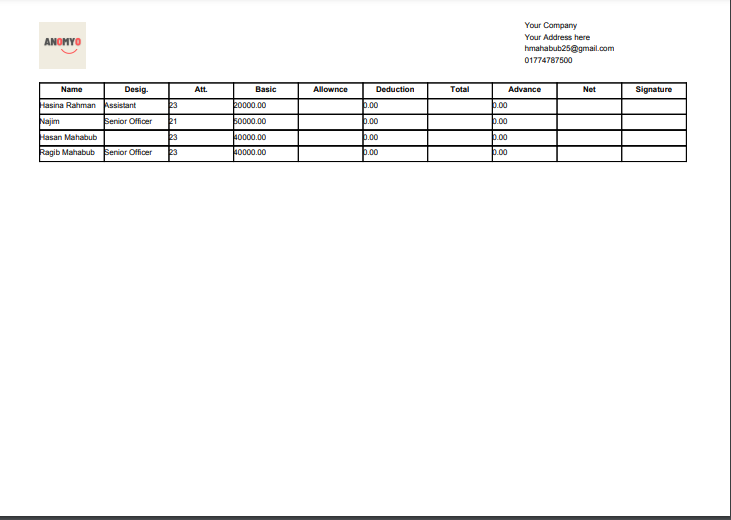 ANOMYO
Your Company
Your Address here
hmahabub25@gmail.com
01774787500
Name Desig. Att. Basic Allownce Deduction Total Advance Net Signature
Hasina Rahman Assistant 23 20000.00 0.00 0.00
Najim Senior Officer 21 50000.00 0.00 0.00
Hasan Mahabub 23 40000.00 0.00 0.00
Ragib Mahabub Senior Officer 23 40000.00 0.00 0.00